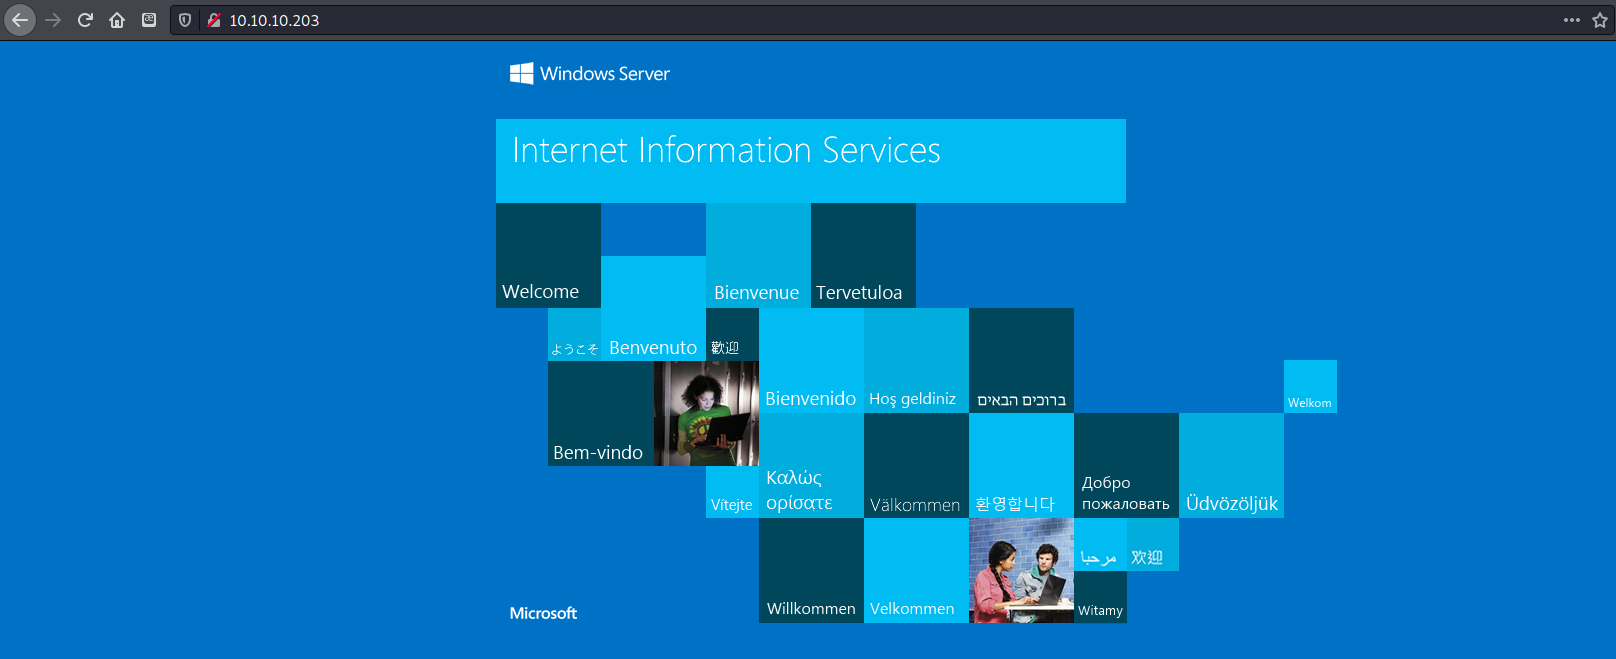 10.10.10.203
Windows Server
Internet Information Services
Welcome
Bienvenue
Tervetuloa
ようこそ
Benvenuto
歡迎
Bienvenido
Hoş geldiniz
ברוכים הבאים
Welkom
Bem-vindo
Vítejte
Καλώς
ορίσατε
Välkommen
환영합니다
Добро
пожаловать
Üdvözöljük
مرحبا
欢迎
Willkommen
Velkommen
Witamy
Microsoft